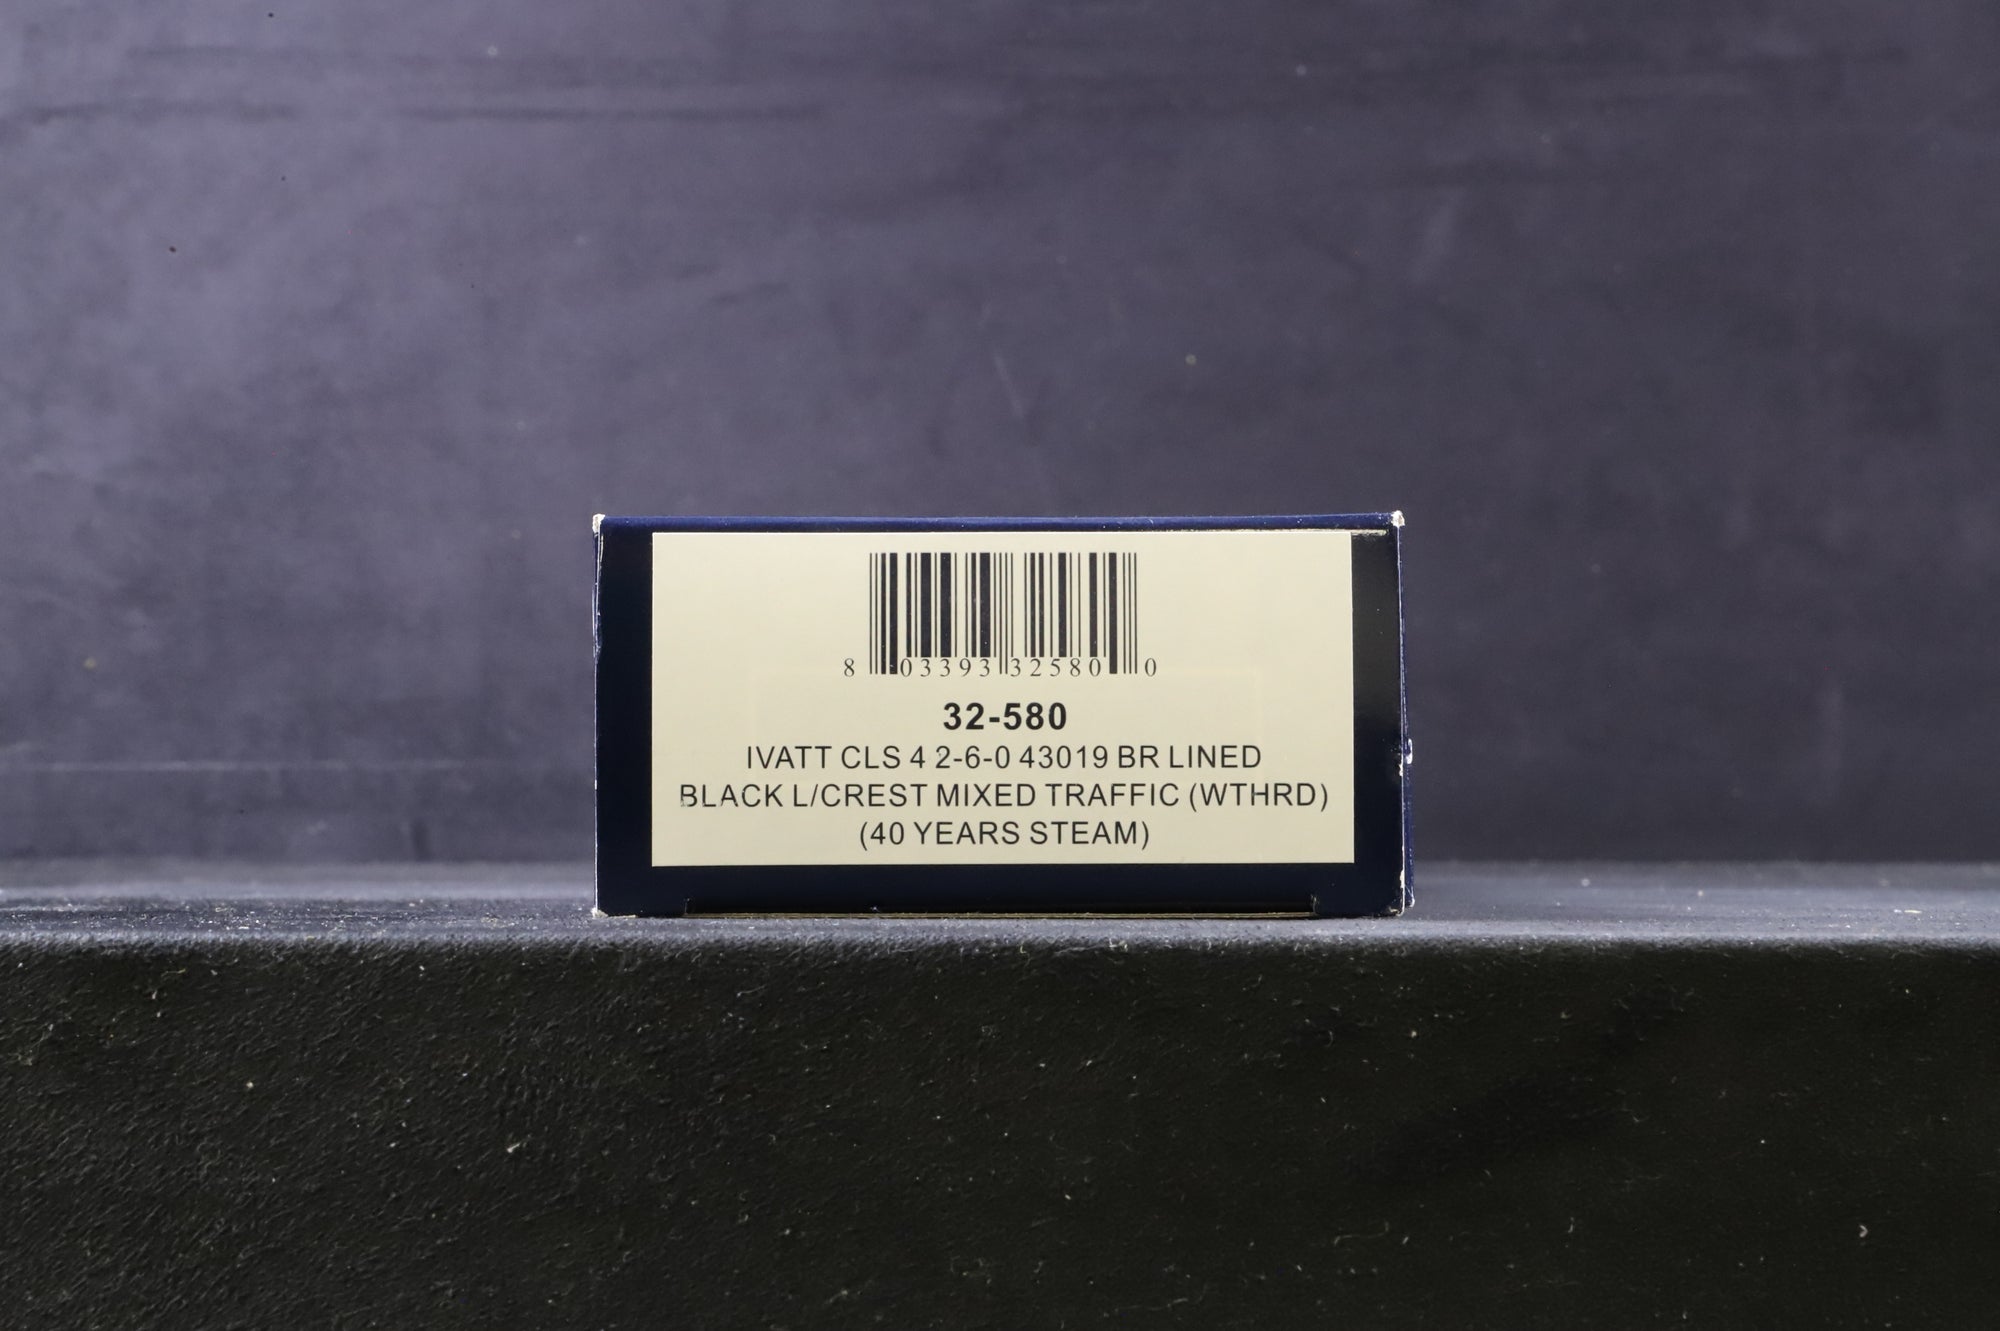 8 03393 32580 0
32-580
IVATT CLS 4 2-6-0 43019 BR LINED
BLACK L/CREST MIXED TRAFFIC (WTHRD)
(40 YEARS STEAM)